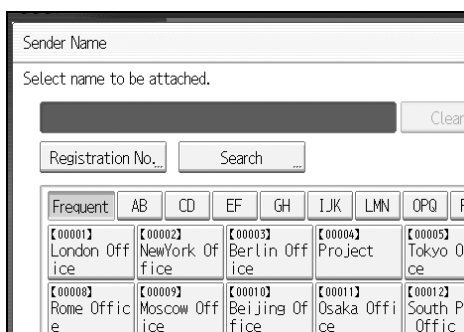 Sender Name
Select name to be attached.
Clear
Registration No.... Search ...
Frequent AB CD EF GH IJK LMN OPQ
【00001】 【00002】 【00003】 【00004】 【00005】
London Off NewYork Of Berlin Off Project Tokyo O
ice fice ice ce
【00008】 【00009】 【00010】 【00011】 【00012】
Rome Offic Moscow Off Beijing Of Osaka Offi South P
e ice fice ce Offic